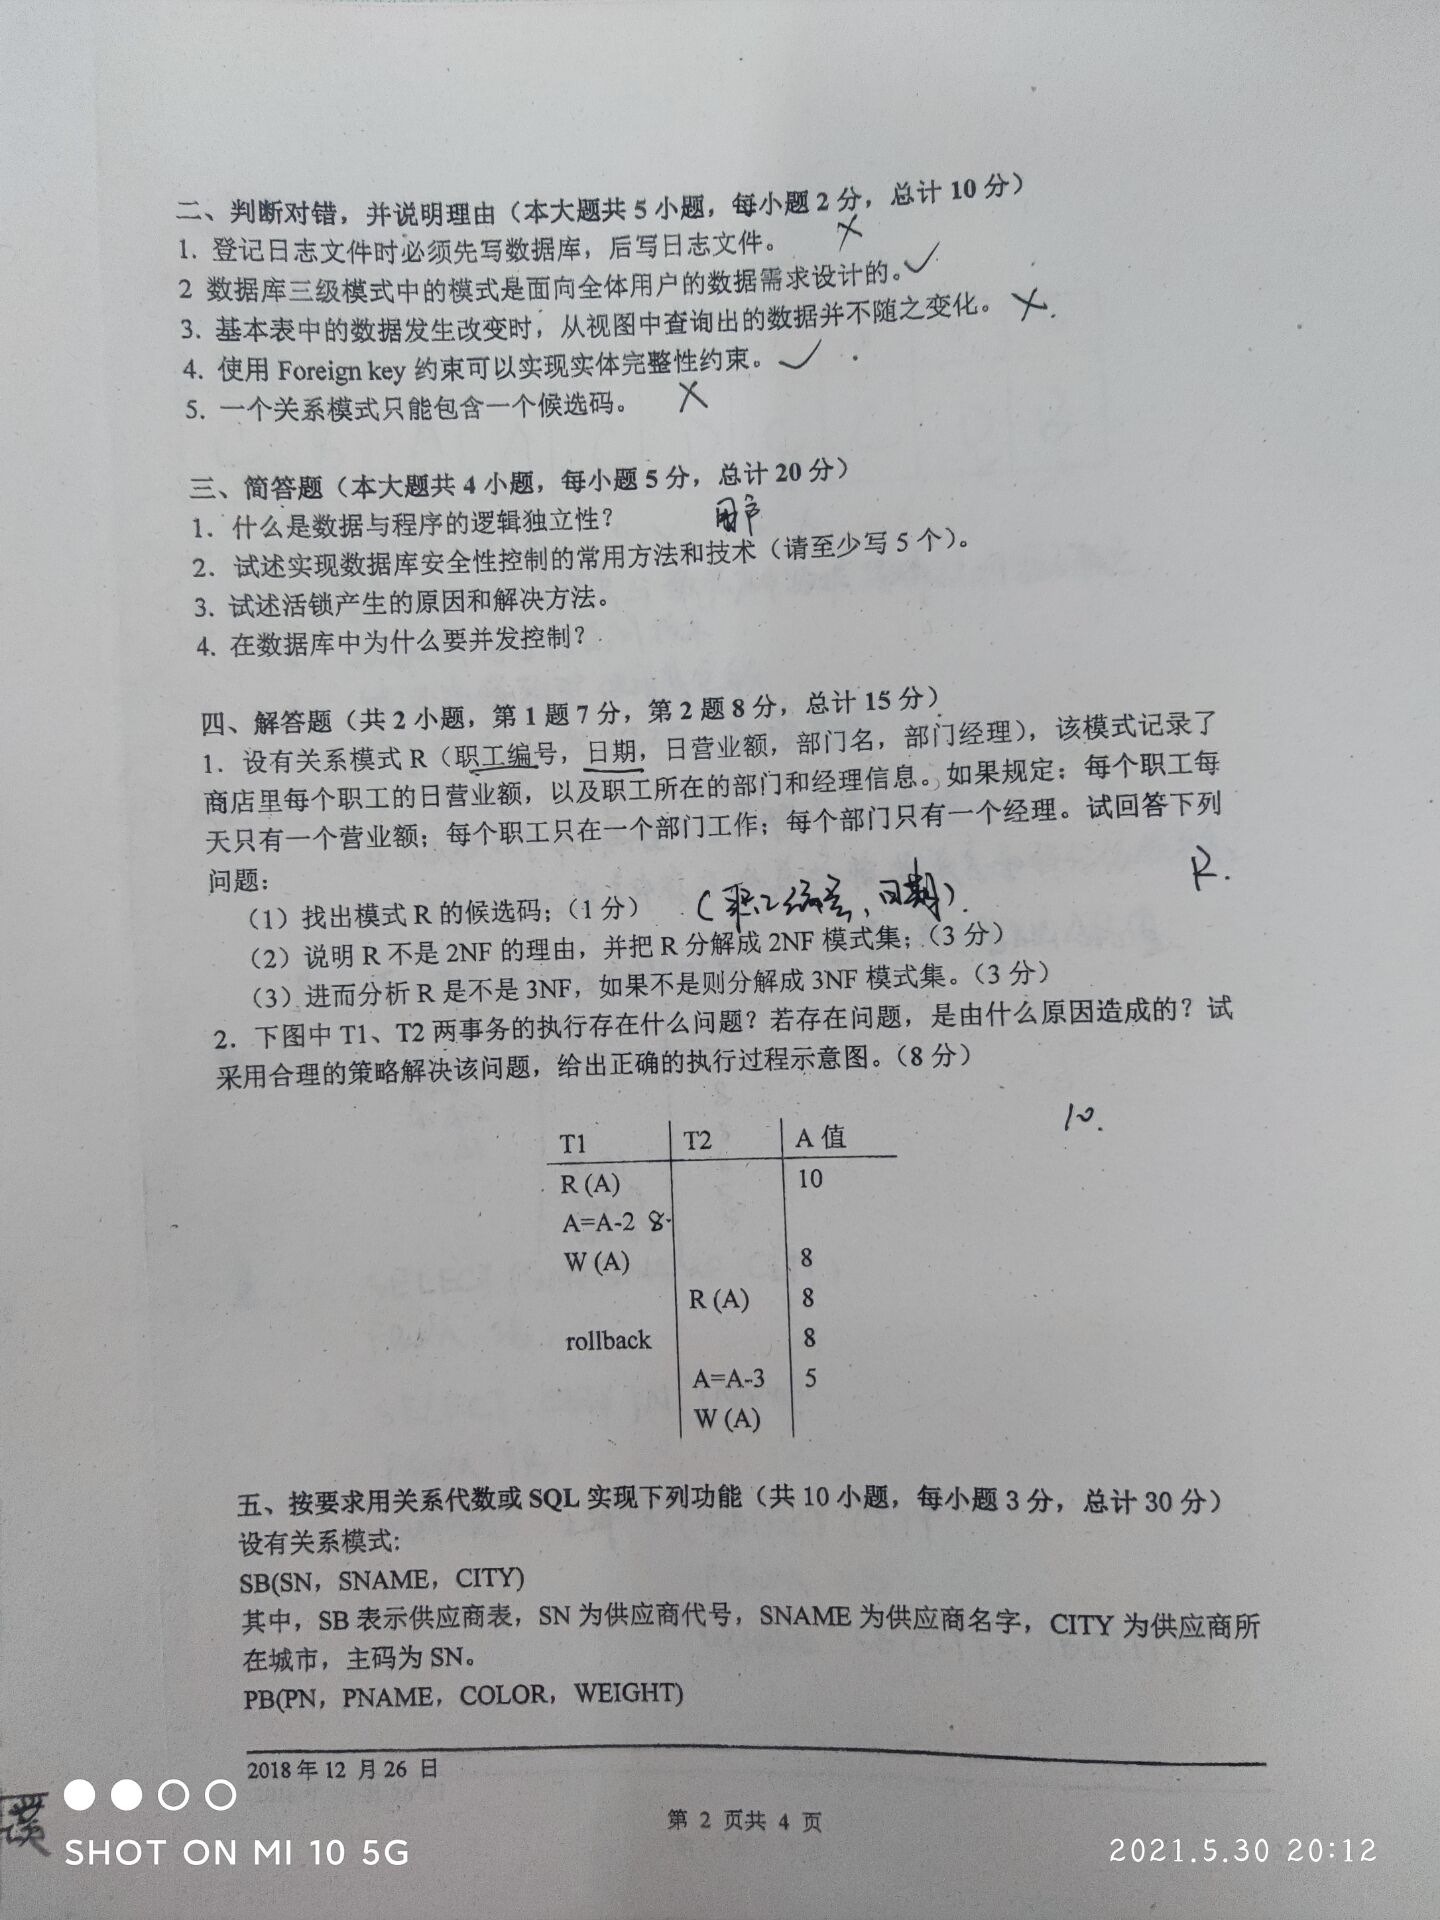 二、判断对错，并说明理由（本大题共 5 小题，每小题 2 分，总计 10 分）
1. 登记日志文件时必须先写数据库，后写日志文件。 ×
2 数据库三级模式中的模式是面向全体用户的数据需求设计的。✓
3. 基本表中的数据发生改变时，从视图中查询出的数据并不随之变化。 ×.
4. 使用 Foreign key 约束可以实现实体完整性约束。✓
5. 一个关系模式只能包含一个候选码。 ×
三、简答题（本大题共 4 小题，每小题 5 分，总计 20 分）
1. 什么是数据与程序的逻辑独立性？ 用户
2. 试述实现数据库安全性控制的常用方法和技术（请至少写 5 个）。
3. 试述活锁产生的原因和解决方法。
4. 在数据库中为什么要并发控制？
四、解答题（共 2 小题，第 1 题 7 分，第 2 题 8 分，总计 15 分）
1. 设有关系模式 R（职工编号，日期，日营业额，部门名，部门经理），该模式记录了
商店里每个职工的日营业额，以及职工所在的部门和经理信息。如果规定：每个职工每
天只有一个营业额；每个职工只在一个部门工作；每个部门只有一个经理。试回答下列
问题：
R.
（1）找出模式 R 的候选码；（1 分） （职工编号、日期）.
（2）说明 R 不是 2NF 的理由，并把 R 分解成 2NF 模式集；（3 分）
（3）进而分析 R 是不是 3NF，如果不是则分解成 3NF 模式集。（3 分）
2. 下图中 T1、T2 两事务的执行存在什么问题？若存在问题，是由什么原因造成的？试
采用合理的策略解决该问题，给出正确的执行过程示意图。（8 分）
10.
T1 T2 A 值
R (A) 10
A=A-2 8
W (A) 8
R (A) 8
rollback 8
A=A-3 5
W (A)
五、按要求用关系代数或 SQL 实现下列功能（共 10 小题，每小题 3 分，总计 30 分）
设有关系模式:
SB(SN，SNAME，CITY)
其中，SB 表示供应商表，SN 为供应商代号，SNAME 为供应商名字，CITY 为供应商所
在城市，主码为 SN。
PB(PN，PNAME，COLOR，WEIGHT)
2018 年 12 月 26 日
第 2 页共 4 页
SHOT ON MI 10 5G
2021.5.30 20:12